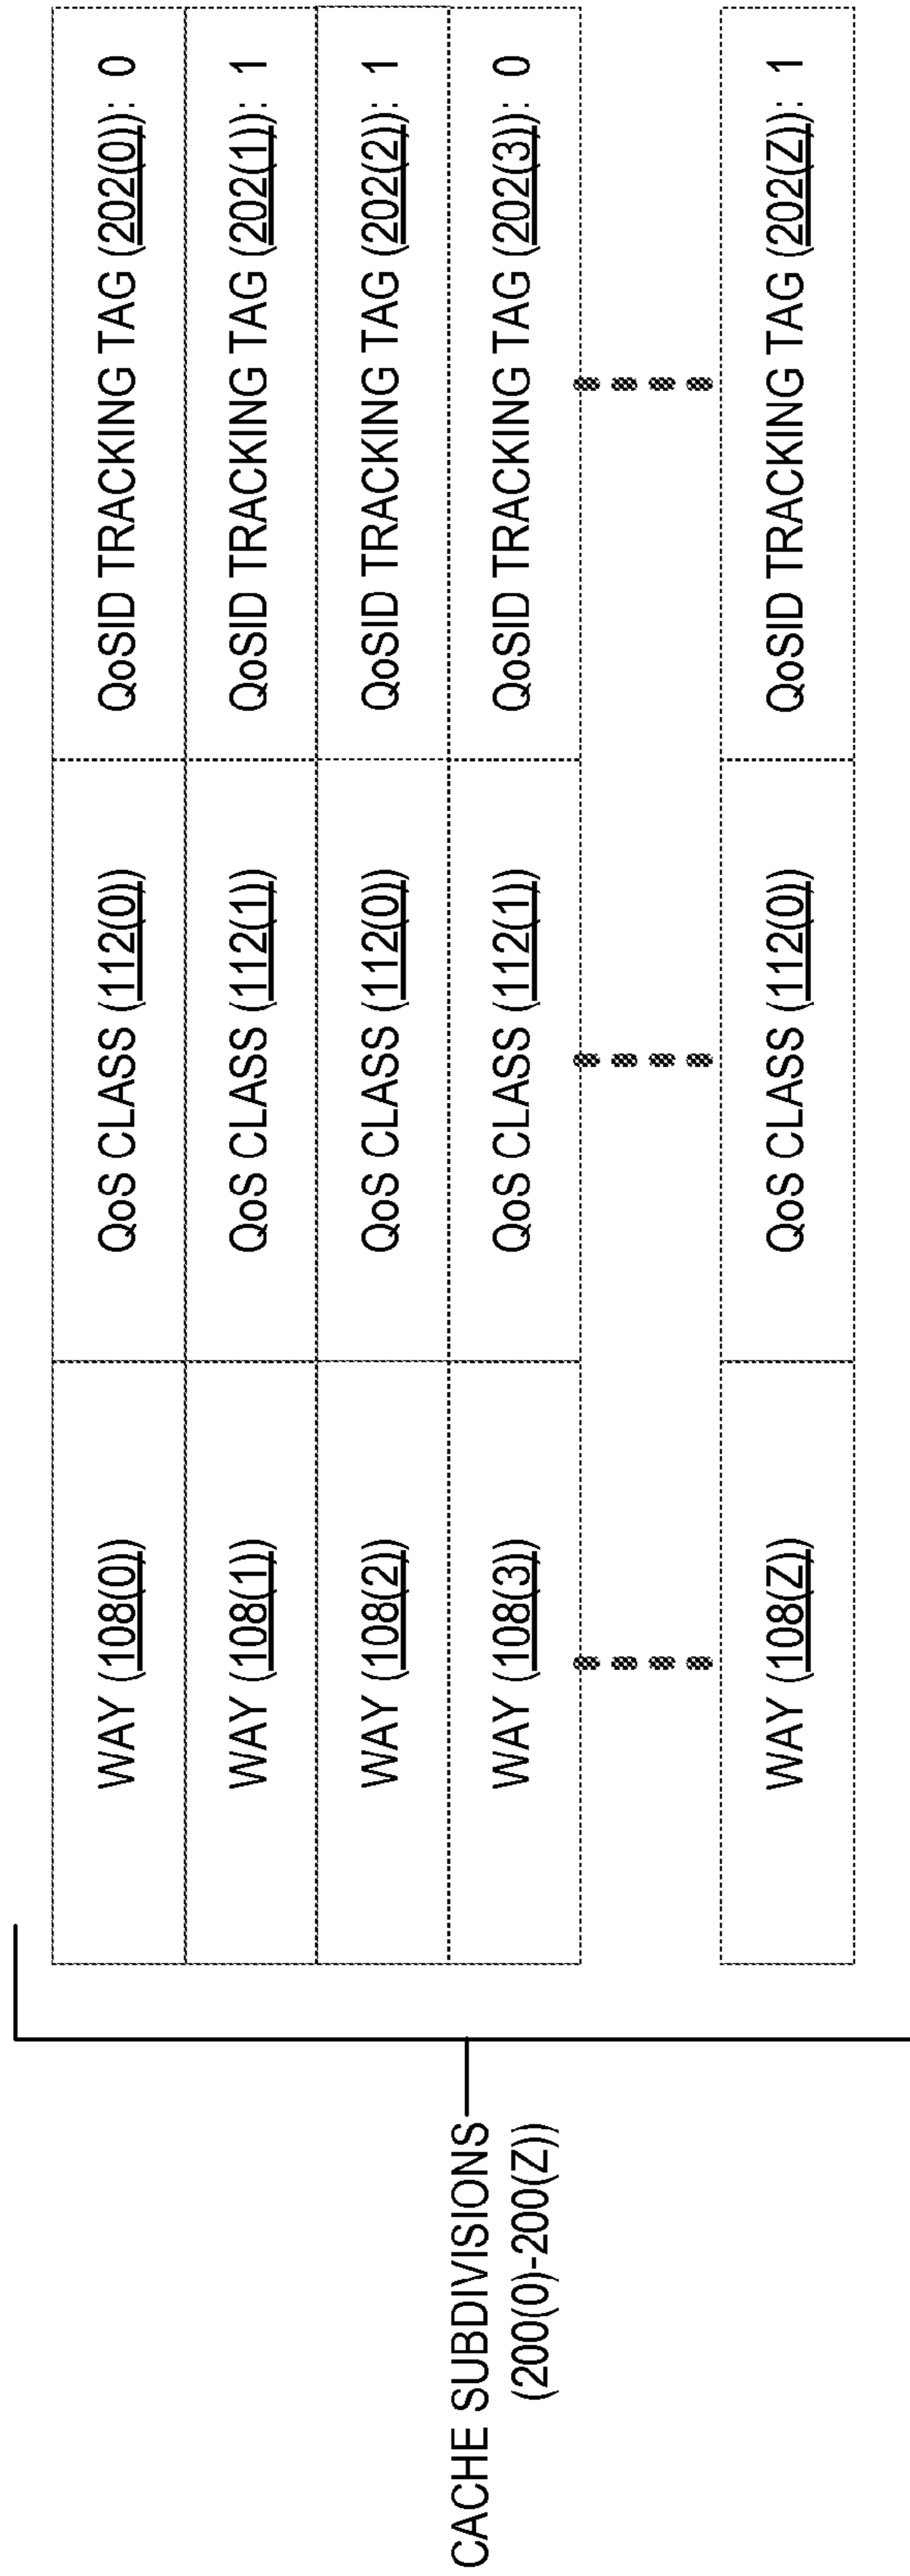 CACHE SUBDIVISIONS
(200(0)-200(Z))
WAY (108(0)) QoS CLASS (112(0)) QoSID TRACKING TAG (202(0)): 0
WAY (108(1)) QoS CLASS (112(1)) QoSID TRACKING TAG (202(1)): 1
WAY (108(2)) QoS CLASS (112(0)) QoSID TRACKING TAG (202(2)): 1
WAY (108(3)) QoS CLASS (112(1)) QoSID TRACKING TAG (202(3)): 0
WAY (108(Z)) QoS CLASS (112(0)) QoSID TRACKING TAG (202(Z)): 1